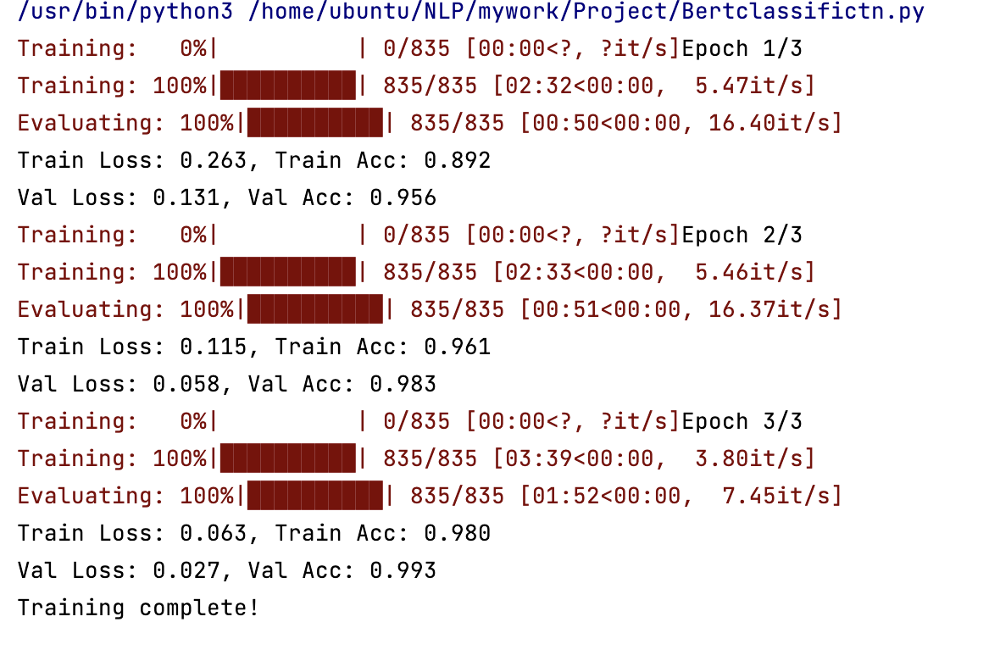 /usr/bin/python3 /home/ubuntu/NLP/mywork/Project/Bertclassifictn.py
Training:   0%|          | 0/835 [00:00<?, ?it/s]Epoch 1/3
Training: 100%|██████████| 835/835 [02:32<00:00,  5.47it/s]
Evaluating: 100%|██████████| 835/835 [00:50<00:00, 16.40it/s]
Train Loss: 0.263, Train Acc: 0.892
Val Loss: 0.131, Val Acc: 0.956
Training:   0%|          | 0/835 [00:00<?, ?it/s]Epoch 2/3
Training: 100%|██████████| 835/835 [02:33<00:00,  5.46it/s]
Evaluating: 100%|██████████| 835/835 [00:51<00:00, 16.37it/s]
Train Loss: 0.115, Train Acc: 0.961
Val Loss: 0.058, Val Acc: 0.983
Training:   0%|          | 0/835 [00:00<?, ?it/s]Epoch 3/3
Training: 100%|██████████| 835/835 [03:39<00:00,  3.80it/s]
Evaluating: 100%|██████████| 835/835 [01:52<00:00,  7.45it/s]
Train Loss: 0.063, Train Acc: 0.980
Val Loss: 0.027, Val Acc: 0.993
Training complete!